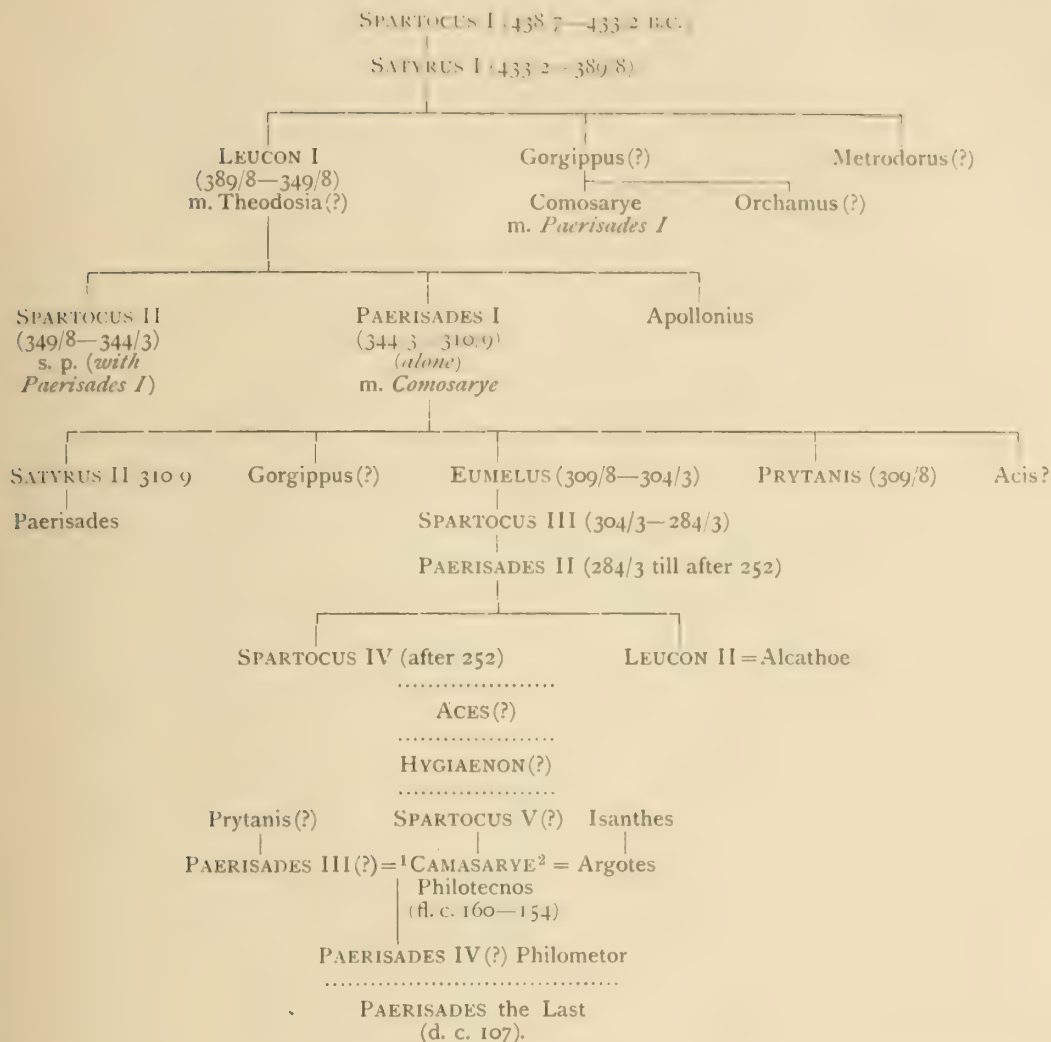 SPARTOCUS I (438/7—433/2 B.C.)
SATYRUS I (433/2—389/8)
LEUCON I Gorgippus(?) Metrodorus(?)
(389/8—349/8)
m. Theodosia(?) Comosarye Orchamus(?)
m. Paerisades I
SPARTOCUS II PAERISADES I Apollonius
(349/8—344/3) (344/3—310/9)
s. p. (with (alone)
Paerisades I) m. Comosarye
SATYRUS II 310/9 Gorgippus(?) EUMELUS (309/8—304/3) PRYTANIS (309/8) Acis?
Paerisades SPARTOCUS III (304/3—284/3)
PAERISADES II (284/3 till after 252)
SPARTOCUS IV (after 252) LEUCON II = Alcathoe
ACES(?)
HYGIAENON(?)
Prytanis(?) SPARTOCUS V(?) Isanthes
PAERISADES III(?) = ¹CAMASARYE² = Argotes
Philotecnos
(fl. c. 160—154)
PAERISADES IV(?) Philometor
PAERISADES the Last
(d. c. 107).